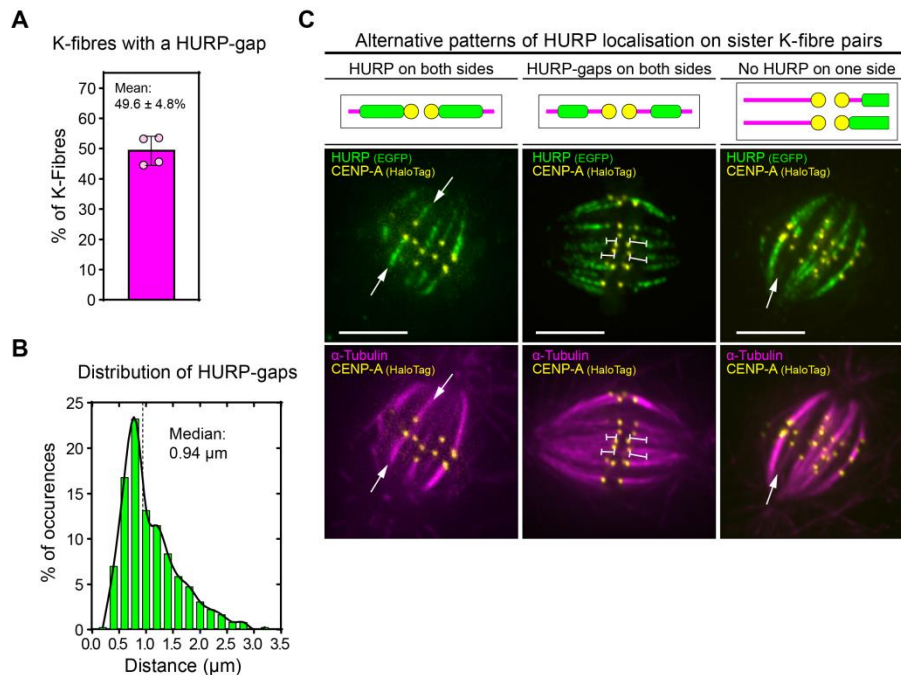 A
K-fibres with a HURP-gap
Mean:
49.6 ± 4.8%
% of K-Fibres
70
60
50
40
30
20
10
0
B
Distribution of HURP-gaps
Median:
0.94 µm
% of occurences
25
20
15
10
5
0
0.0 0.5 1.0 1.5 2.0 2.5 3.0 3.5
Distance (µm)
C
Alternative patterns of HURP localisation on sister K-fibre pairs
HURP on both sides
HURP-gaps on both sides
No HURP on one side
HURP (EGFP)
CENP-A (HaloTag)
HURP (EGFP)
CENP-A (HaloTag)
HURP (EGFP)
CENP-A (HaloTag)
α-Tubulin
CENP-A (HaloTag)
α-Tubulin
CENP-A (HaloTag)
α-Tubulin
CENP-A (HaloTag)